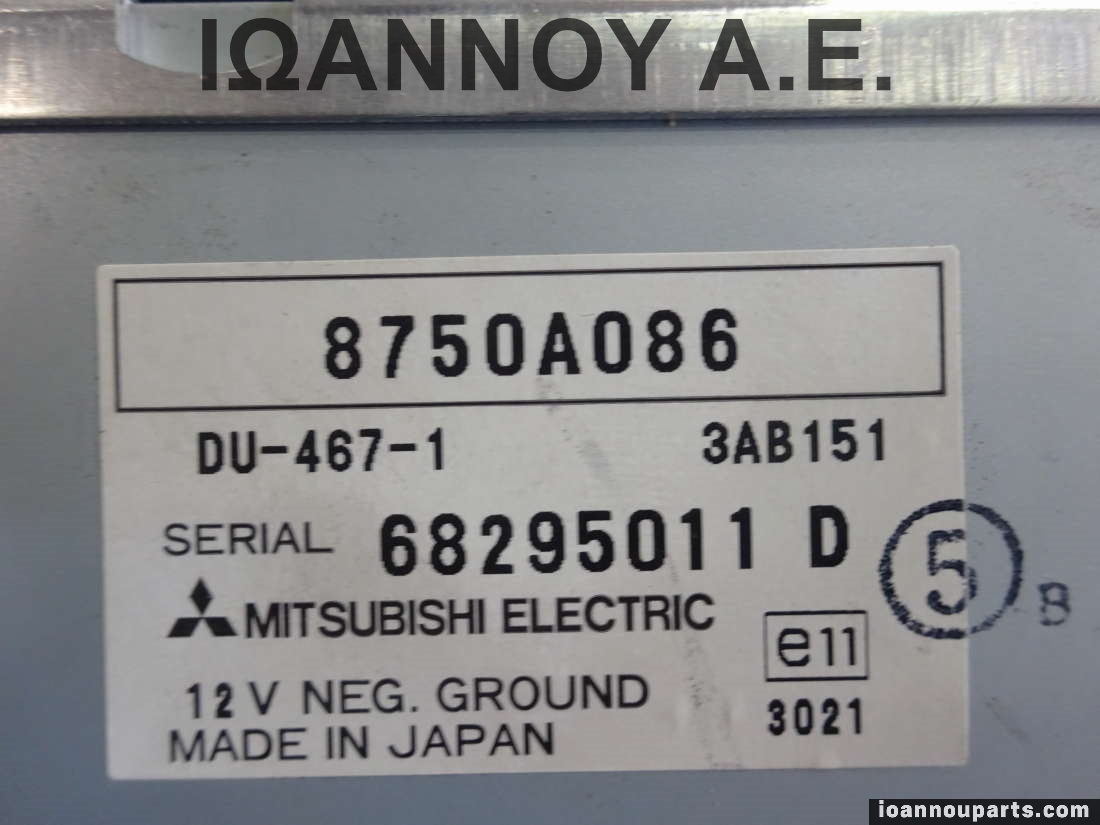 ΙΩΑΝΝΟΥ Α.Ε.
8750A086
DU-467-1 3AB151
SERIAL 68295011 D
5
8
MITSUBISHI ELECTRIC
e11
12V NEG. GROUND
3021
MADE IN JAPAN
ioannouparts.com